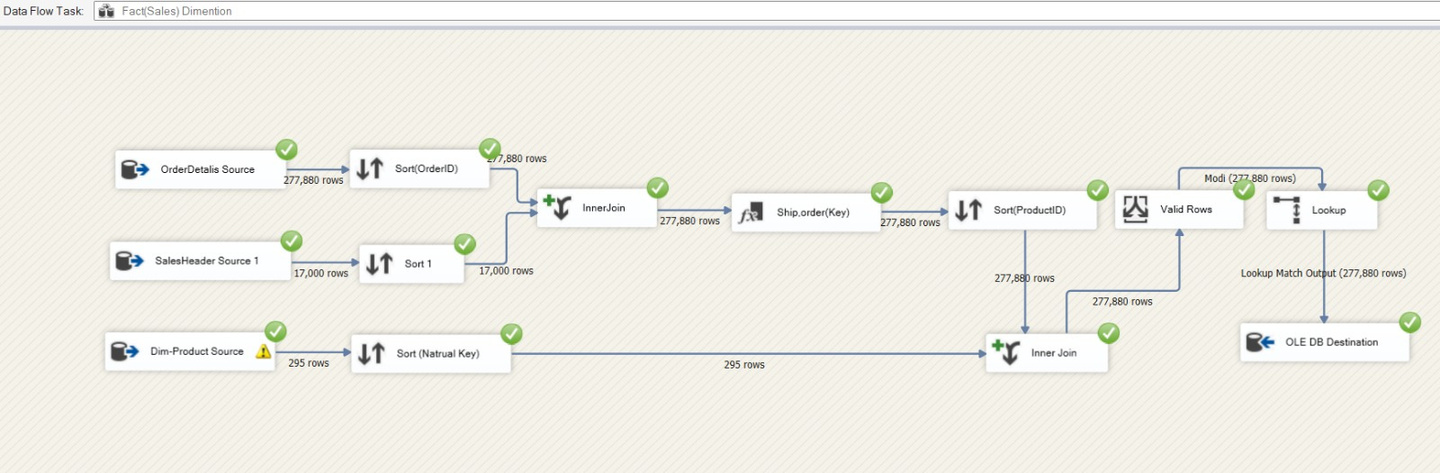 Data Flow Task:
Fact(Sales) Dimention
OrderDetalis Source
277,880 rows
Sort(OrderID)
277,880 rows
SalesHeader Source 1
17,000 rows
Sort 1
17,000 rows
InnerJoin
277,880 rows
Ship,order(Key)
277,880 rows
Sort(ProductID)
277,880 rows
Dim-Product Source
295 rows
Sort (Natrual Key)
295 rows
Inner Join
277,880 rows
Valid Rows
Modi (277,880 rows)
Lookup
Lookup Match Output (277,880 rows)
OLE DB Destination